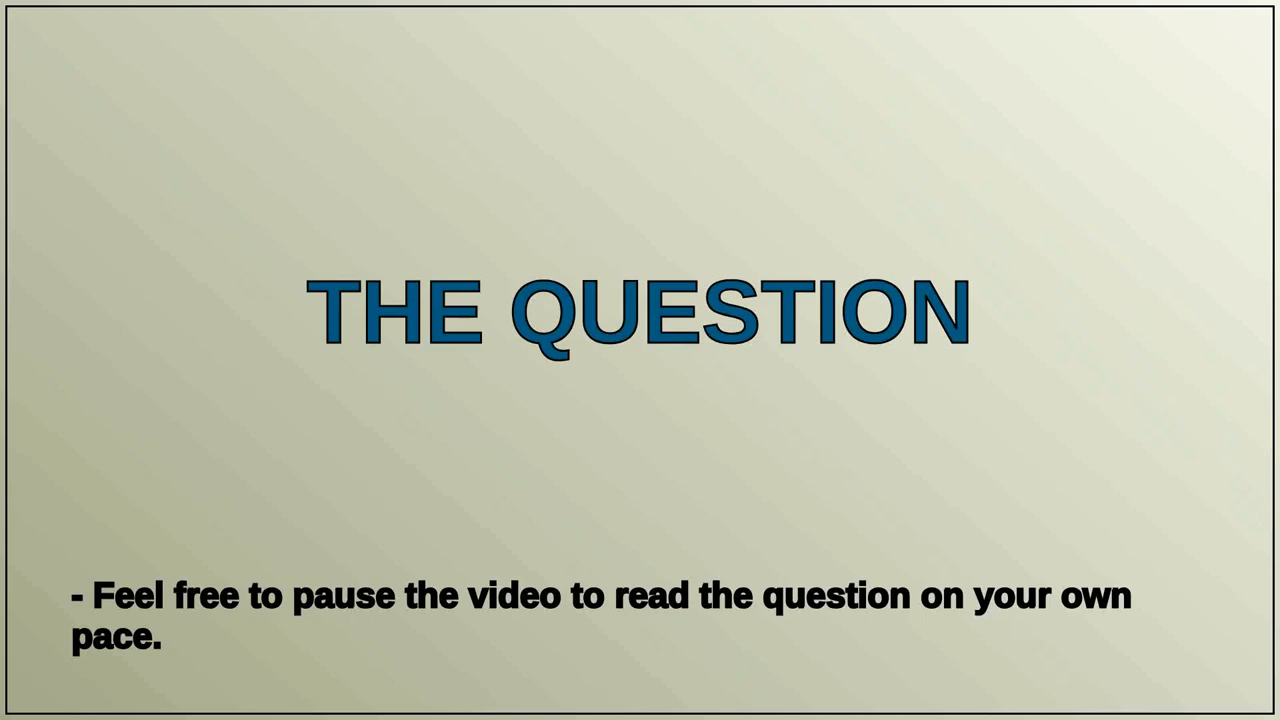 THE QUESTION
- Feel free to pause the video to read the question on your own
pace.